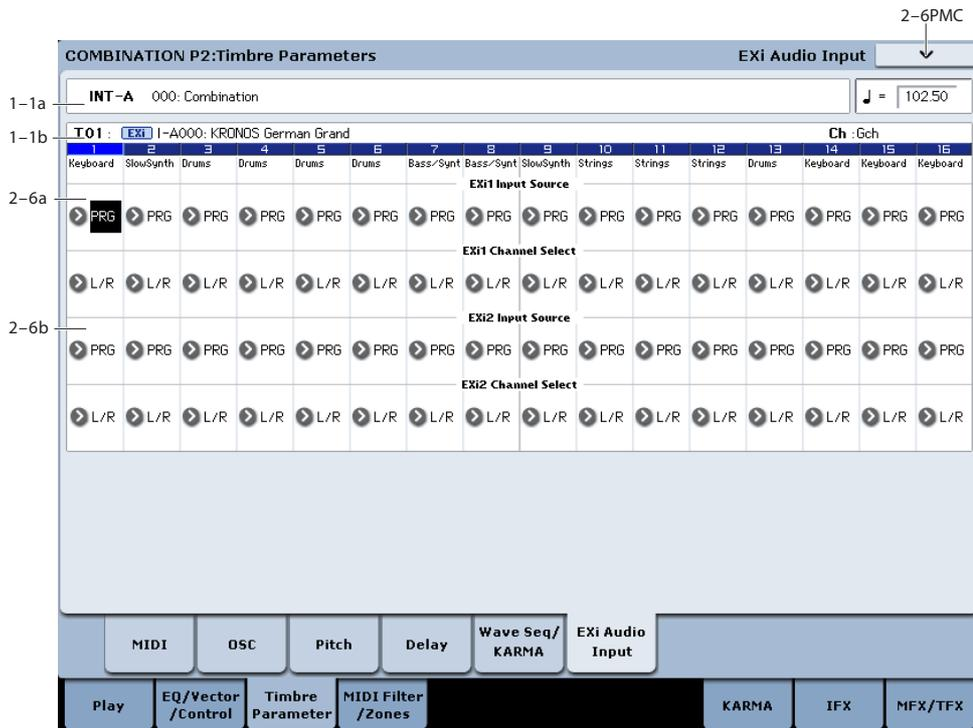 2–6PMC
COMBINATION P2:Timbre Parameters EXi Audio Input
1–1a
INT-A 000: Combination ♩ = 102.50
1–1b
T01 : EXi I-A000: KRONOS German Grand Ch :Gch
1 2 3 4 5 6 7 8 9 10 11 12 13 14 15 16
Keyboard SlowSynth Drums Drums Drums Drums Bass/Synt Bass/Synt SlowSynth Strings Strings Strings Drums Keyboard Keyboard Keyboard
EXi1 Input Source
2–6a
PRG PRG PRG PRG PRG PRG PRG PRG PRG PRG PRG PRG PRG PRG PRG PRG
EXi1 Channel Select
L/R L/R L/R L/R L/R L/R L/R L/R L/R L/R L/R L/R L/R L/R L/R L/R
EXi2 Input Source
2–6b
PRG PRG PRG PRG PRG PRG PRG PRG PRG PRG PRG PRG PRG PRG PRG PRG
EXi2 Channel Select
L/R L/R L/R L/R L/R L/R L/R L/R L/R L/R L/R L/R L/R L/R L/R L/R
MIDI
OSC
Pitch
Delay
Wave Seq/
KARMA
EXi Audio
Input
Play
EQ/Vector
/Control
Timbre
Parameter
MIDI Filter
/Zones
KARMA
IFX
MFX/TFX